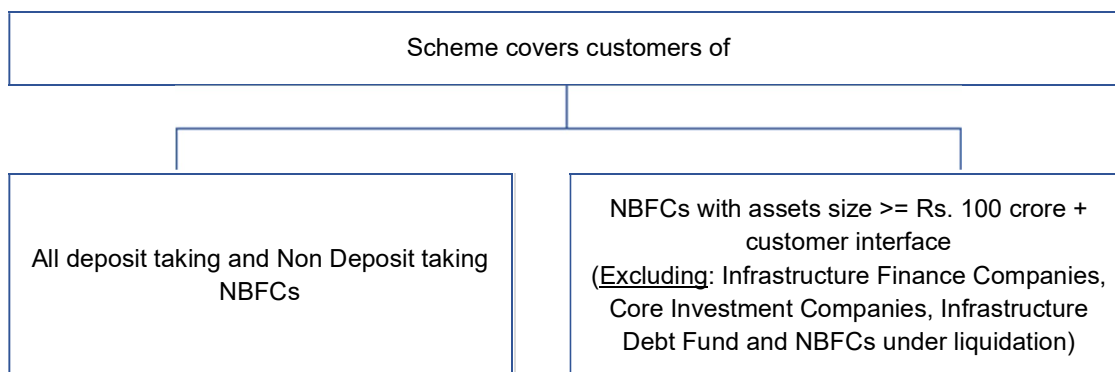 Scheme covers customers of
All deposit taking and Non Deposit taking
NBFCs
NBFCs with assets size >= Rs. 100 crore +
customer interface
(Excluding: Infrastructure Finance Companies,
Core Investment Companies, Infrastructure
Debt Fund and NBFCs under liquidation)